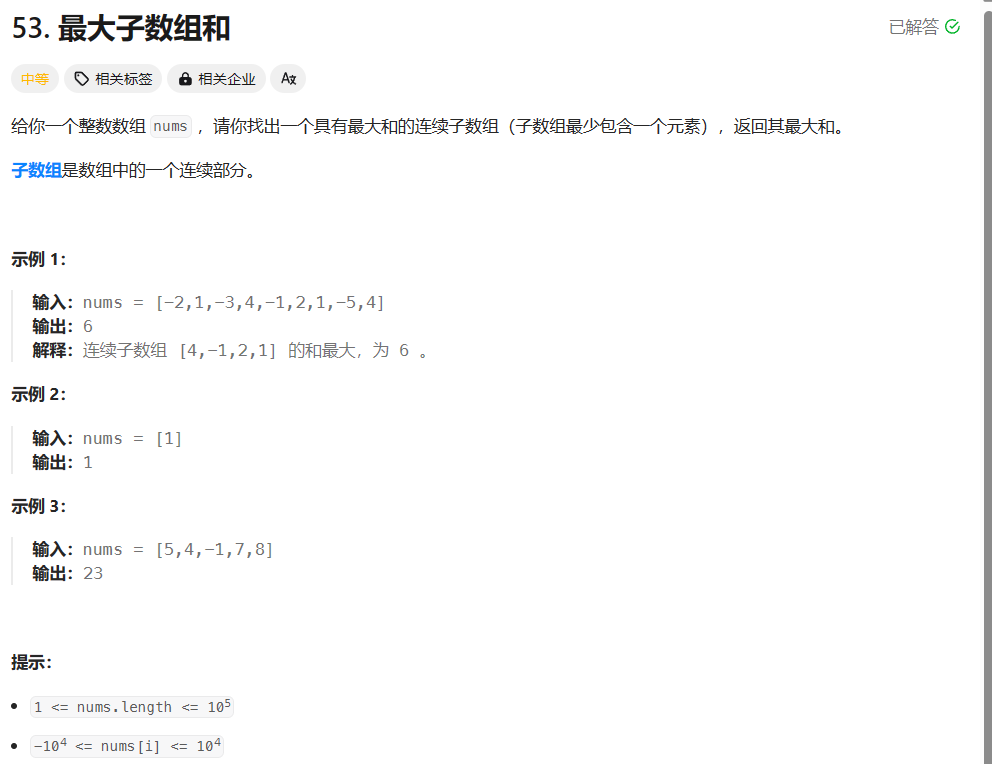 53. 最大子数组和
已解答
中等 相关标签 相关企业 Aあ
给你一个整数数组 nums ，请你找出一个具有最大和的连续子数组（子数组最少包含一个元素），返回其最大和。
子数组是数组中的一个连续部分。
示例 1：
输入：nums = [-2,1,-3,4,-1,2,1,-5,4]
输出：6
解释：连续子数组 [4,-1,2,1] 的和最大，为 6 。
示例 2：
输入：nums = [1]
输出：1
示例 3：
输入：nums = [5,4,-1,7,8]
输出：23
提示：
• 1 <= nums.length <= 10⁵
• -10⁴ <= nums[i] <= 10⁴